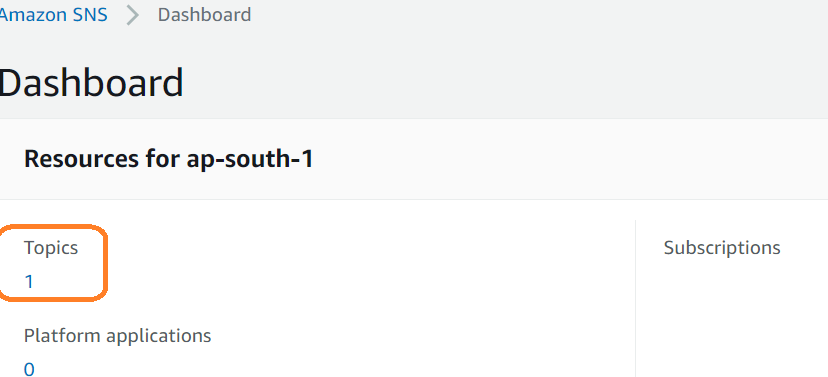 Amazon SNS > Dashboard
Dashboard
Resources for ap-south-1
Topics
1
Subscriptions
Platform applications
0